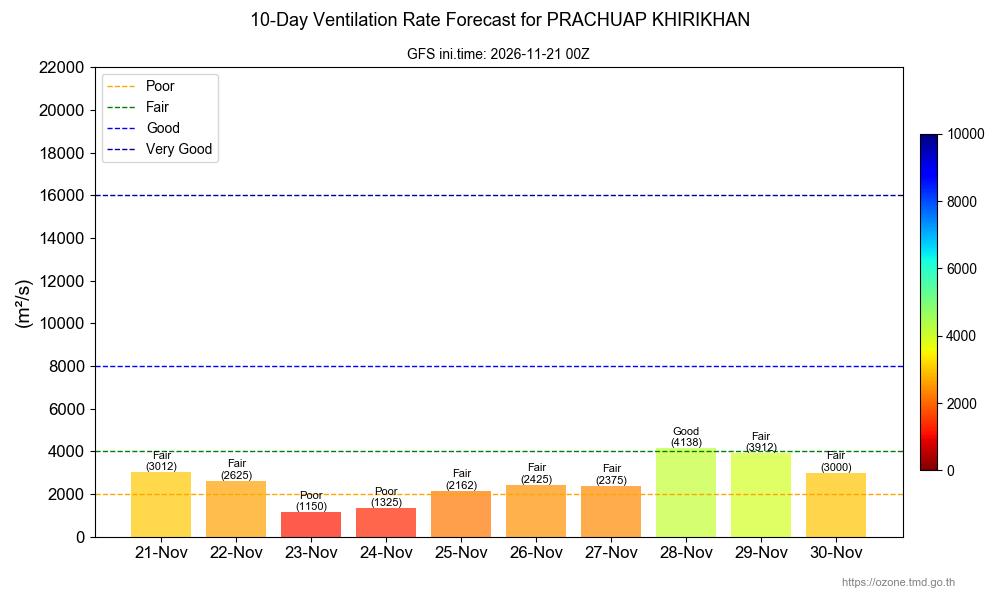 10-Day Ventilation Rate Forecast for PRACHUAP KHIRIKHAN
GFS ini.time: 2026-11-21 00Z
(m²/s)
22000
20000
18000
16000
14000
12000
10000
8000
6000
4000
2000
0
Poor
Fair
Good
Very Good
Fair
(3012)
Fair
(2625)
Poor
(1150)
Poor
(1325)
Fair
(2162)
Fair
(2425)
Fair
(2375)
Good
(4138)
Fair
(3912)
Fair
(3000)
21-Nov 22-Nov 23-Nov 24-Nov 25-Nov 26-Nov 27-Nov 28-Nov 29-Nov 30-Nov
10000
8000
6000
4000
2000
0
https://ozone.tmd.go.th